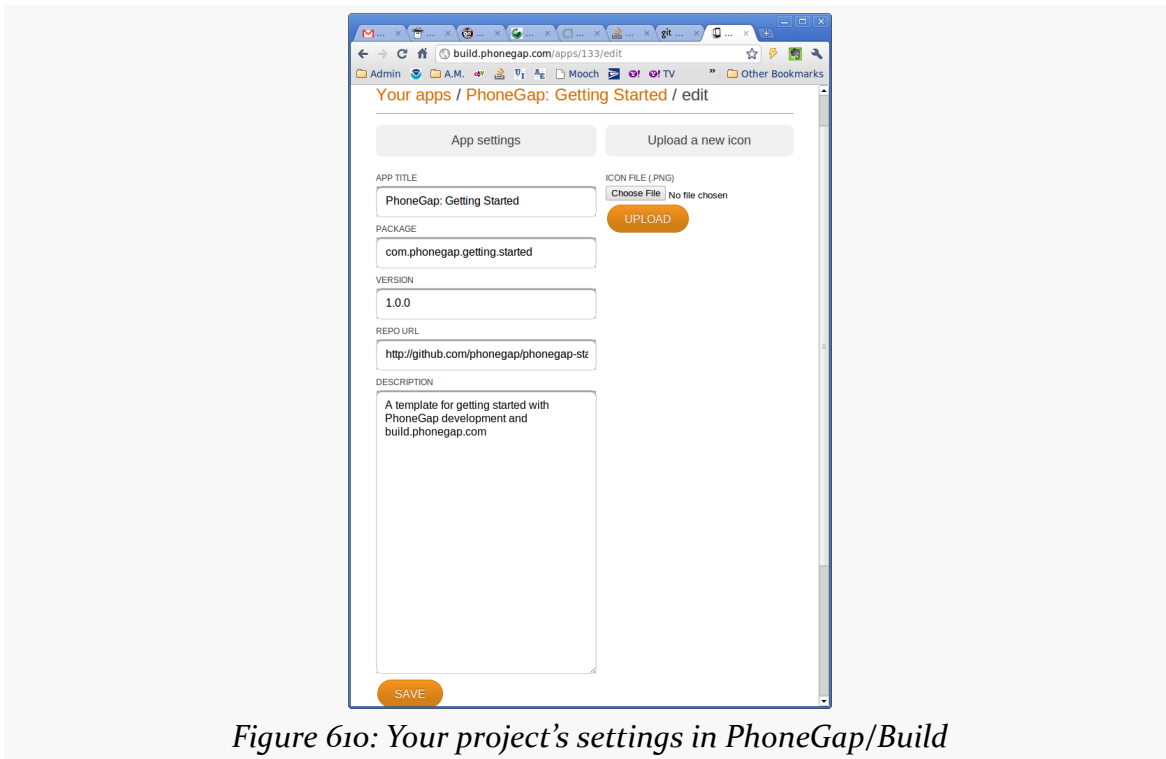 M ... × ... × ... × ... × ... × ... × git ... × ... ×
build.phonegap.com/apps/133/edit
Admin A.M. Mooch TV » Other Bookmarks
Your apps / PhoneGap: Getting Started / edit
App settings
Upload a new icon
APP TITLE
PhoneGap: Getting Started
PACKAGE
com.phonegap.getting.started
VERSION
1.0.0
REPO URL
http://github.com/phonegap/phonegap-sta
DESCRIPTION
A template for getting started with
PhoneGap development and
build.phonegap.com
SAVE
ICON FILE (.PNG)
Choose File No file chosen
UPLOAD
Figure 610: Your project's settings in PhoneGap/Build